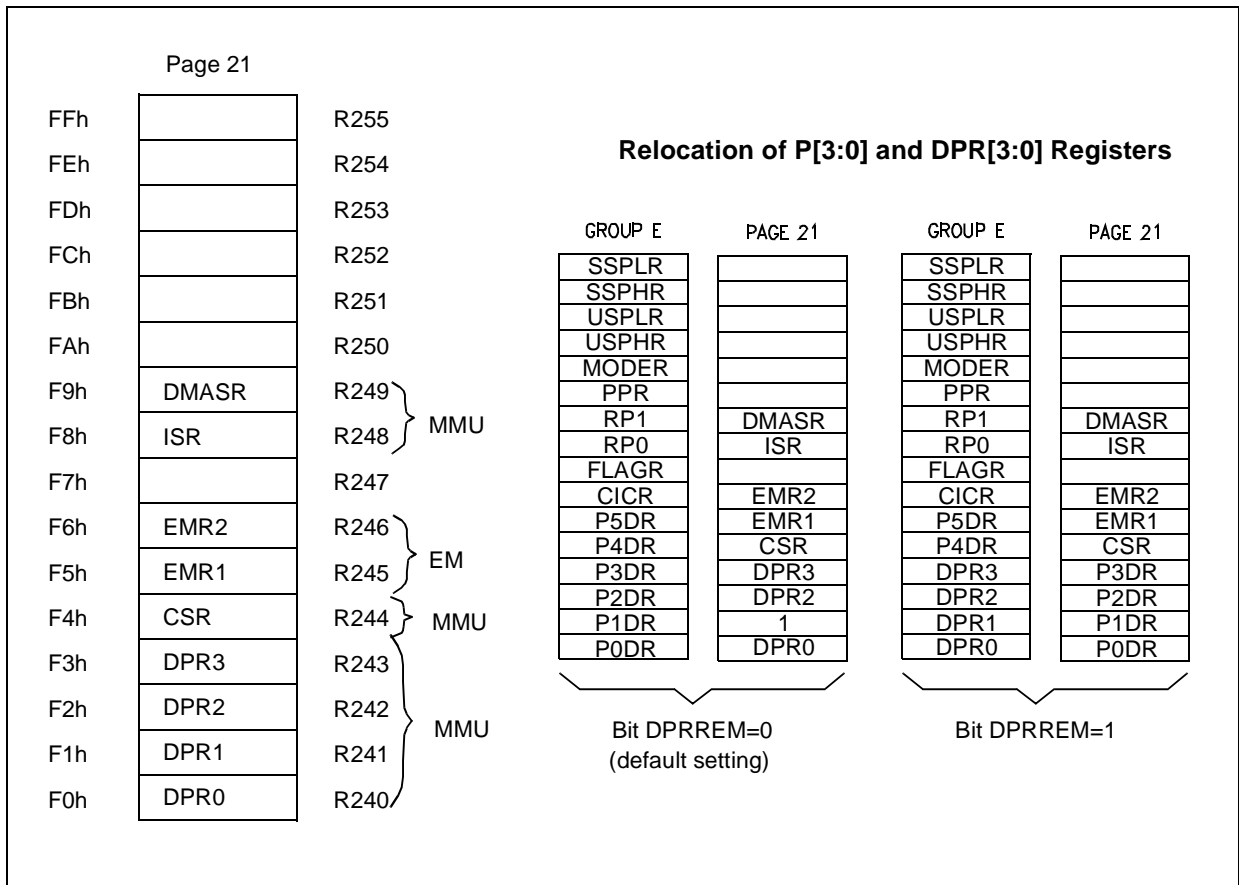 Page 21
FFh R255
FEh R254
FDh R253
FCh R252
FBh R251
FAh R250
F9h DMASR R249
F8h ISR R248
MMU
F7h R247
F6h EMR2 R246
F5h EMR1 R245
EM
F4h CSR R244 MMU
F3h DPR3 R243
F2h DPR2 R242
MMU
F1h DPR1 R241
F0h DPR0 R240
Relocation of P[3:0] and DPR[3:0] Registers
GROUP E PAGE 21 GROUP E PAGE 21
SSPLR SSPLR
SSPHR SSPHR
USPLR USPLR
USPHR USPHR
MODER MODER
PPR PPR
RP1 DMASR RP1 DMASR
RP0 ISR RP0 ISR
FLAGR FLAGR
CICR EMR2 CICR EMR2
P5DR EMR1 P5DR EMR1
P4DR CSR P4DR CSR
P3DR DPR3 DPR3 P3DR
P2DR DPR2 DPR2 P2DR
P1DR 1 DPR1 P1DR
P0DR DPR0 DPR0 P0DR
Bit DPRREM=0 Bit DPRREM=1
(default setting)